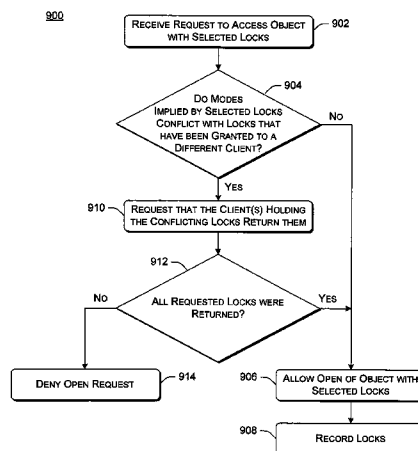 900
RECEIVE REQUEST TO ACCESS OBJECT
WITH SELECTED LOCKS
902
904
DO MODES
IMPLIED BY SELECTED LOCKS
CONFLICT WITH LOCKS THAT
HAVE BEEN GRANTED TO A
DIFFERENT CLIENT?
NO
YES
910
REQUEST THAT THE CLIENT(S) HOLDING
THE CONFLICTING LOCKS RETURN THEM
912
NO
ALL REQUESTED LOCKS WERE
RETURNED?
YES
DENY OPEN REQUEST
914
906
ALLOW OPEN OF OBJECT WITH
SELECTED LOCKS
908
RECORD LOCKS